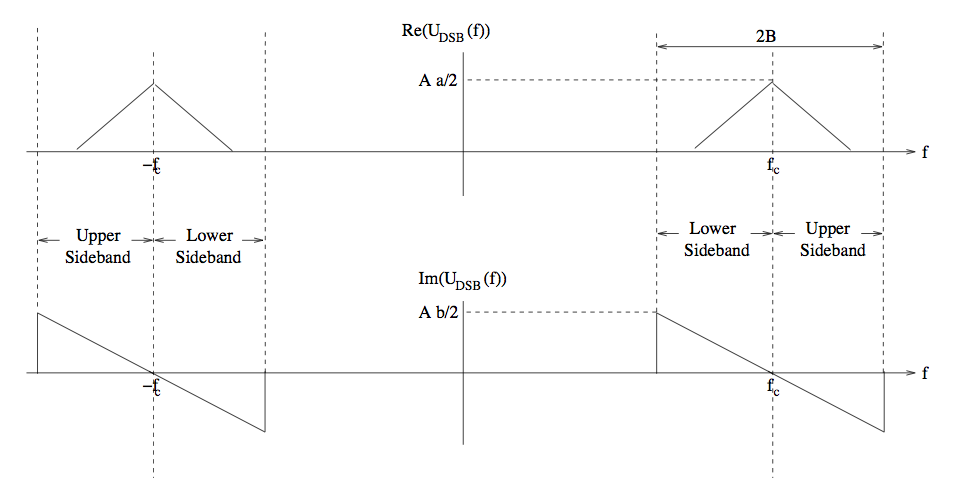 Re(U_DSB(f))
2B
A a/2
f
−f_c
f_c
Upper
Sideband
Lower
Sideband
Lower
Sideband
Upper
Sideband
Im(U_DSB(f))
A b/2
f
−f_c
f_c